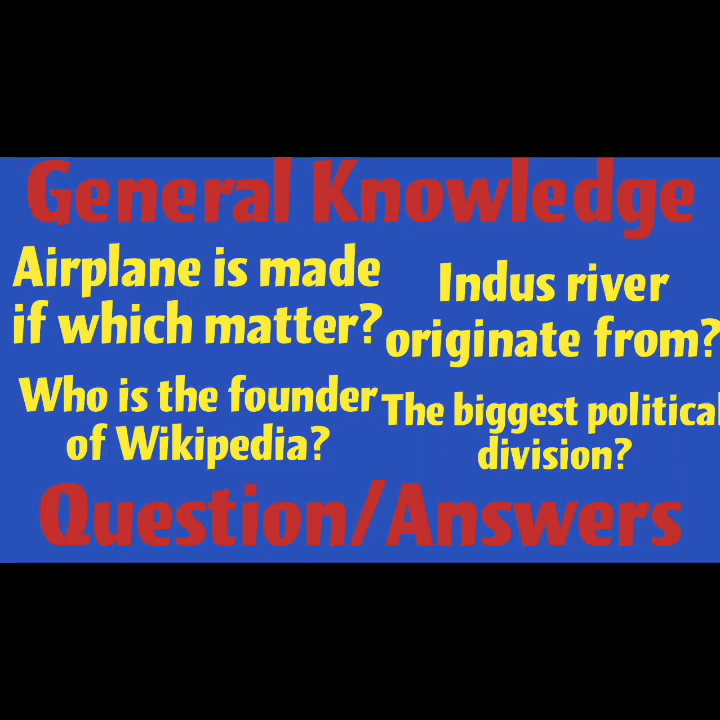 General Knowledge
Airplane is made
if which matter?
Indus river
originate from?
Who is the founder
of Wikipedia?
The biggest political
division?
Question/Answers